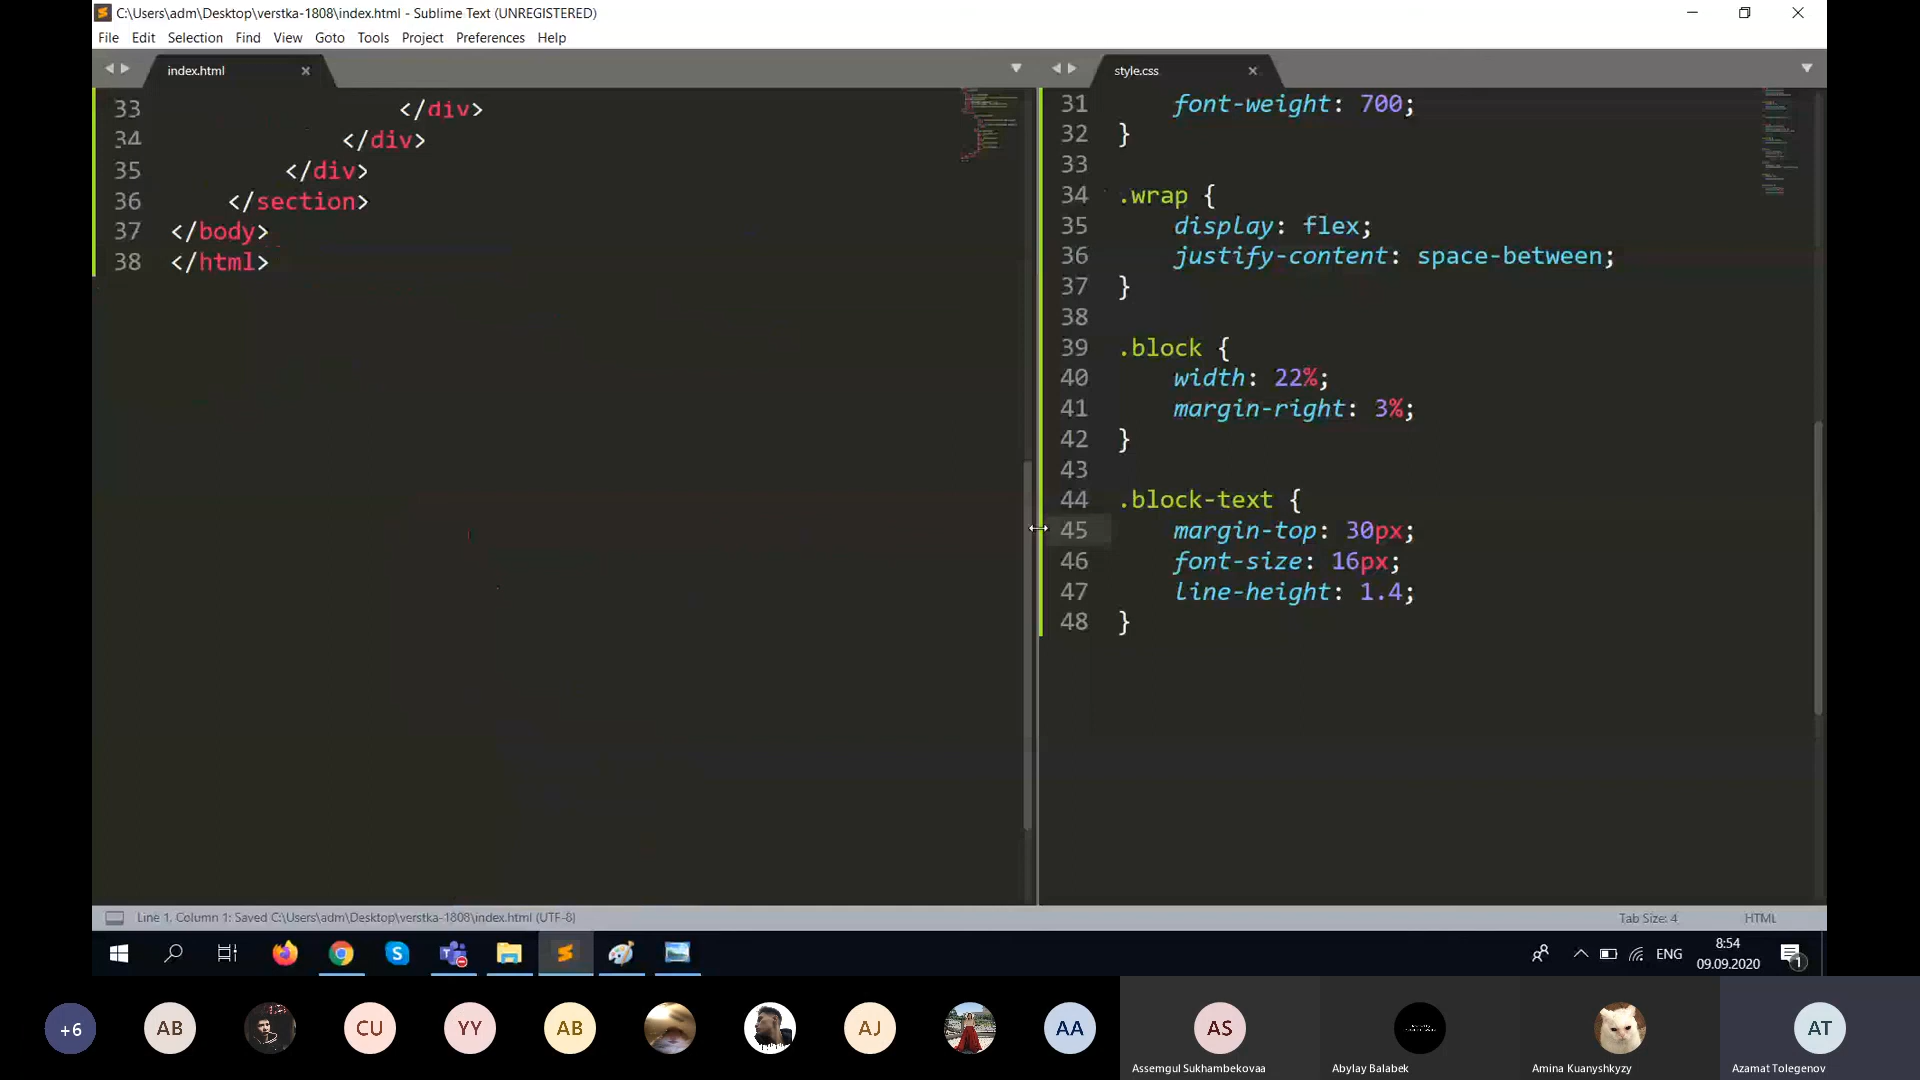 C:\Users\adm\Desktop\verstka-1808\index.html - Sublime Text (UNREGISTERED)
File Edit Selection Find View Goto Tools Project Preferences Help
index.html
33 </div>
34 </div>
35 </div>
36 </section>
37 </body>
38 </html>
style.css
31 font-weight: 700;
32 }
33
34 .wrap {
35 display: flex;
36 justify-content: space-between;
37 }
38
39 .block {
40 width: 22%;
41 margin-right: 3%;
42 }
43
44 .block-text {
45 margin-top: 30px;
46 font-size: 16px;
47 line-height: 1.4;
48 }
Line 1, Column 1: Saved C:\Users\adm\Desktop\verstka-1808\index.html (UTF-8)
Tab Size: 4
HTML
ENG
8:54
09.09.2020
1
+6
AB
CU
YY
AB
AJ
AA
AS
Assemgul Sukhambekovaa
Abylay Balabek
Amina Kuanyshkyzy
AT
Azamat Tolegenov